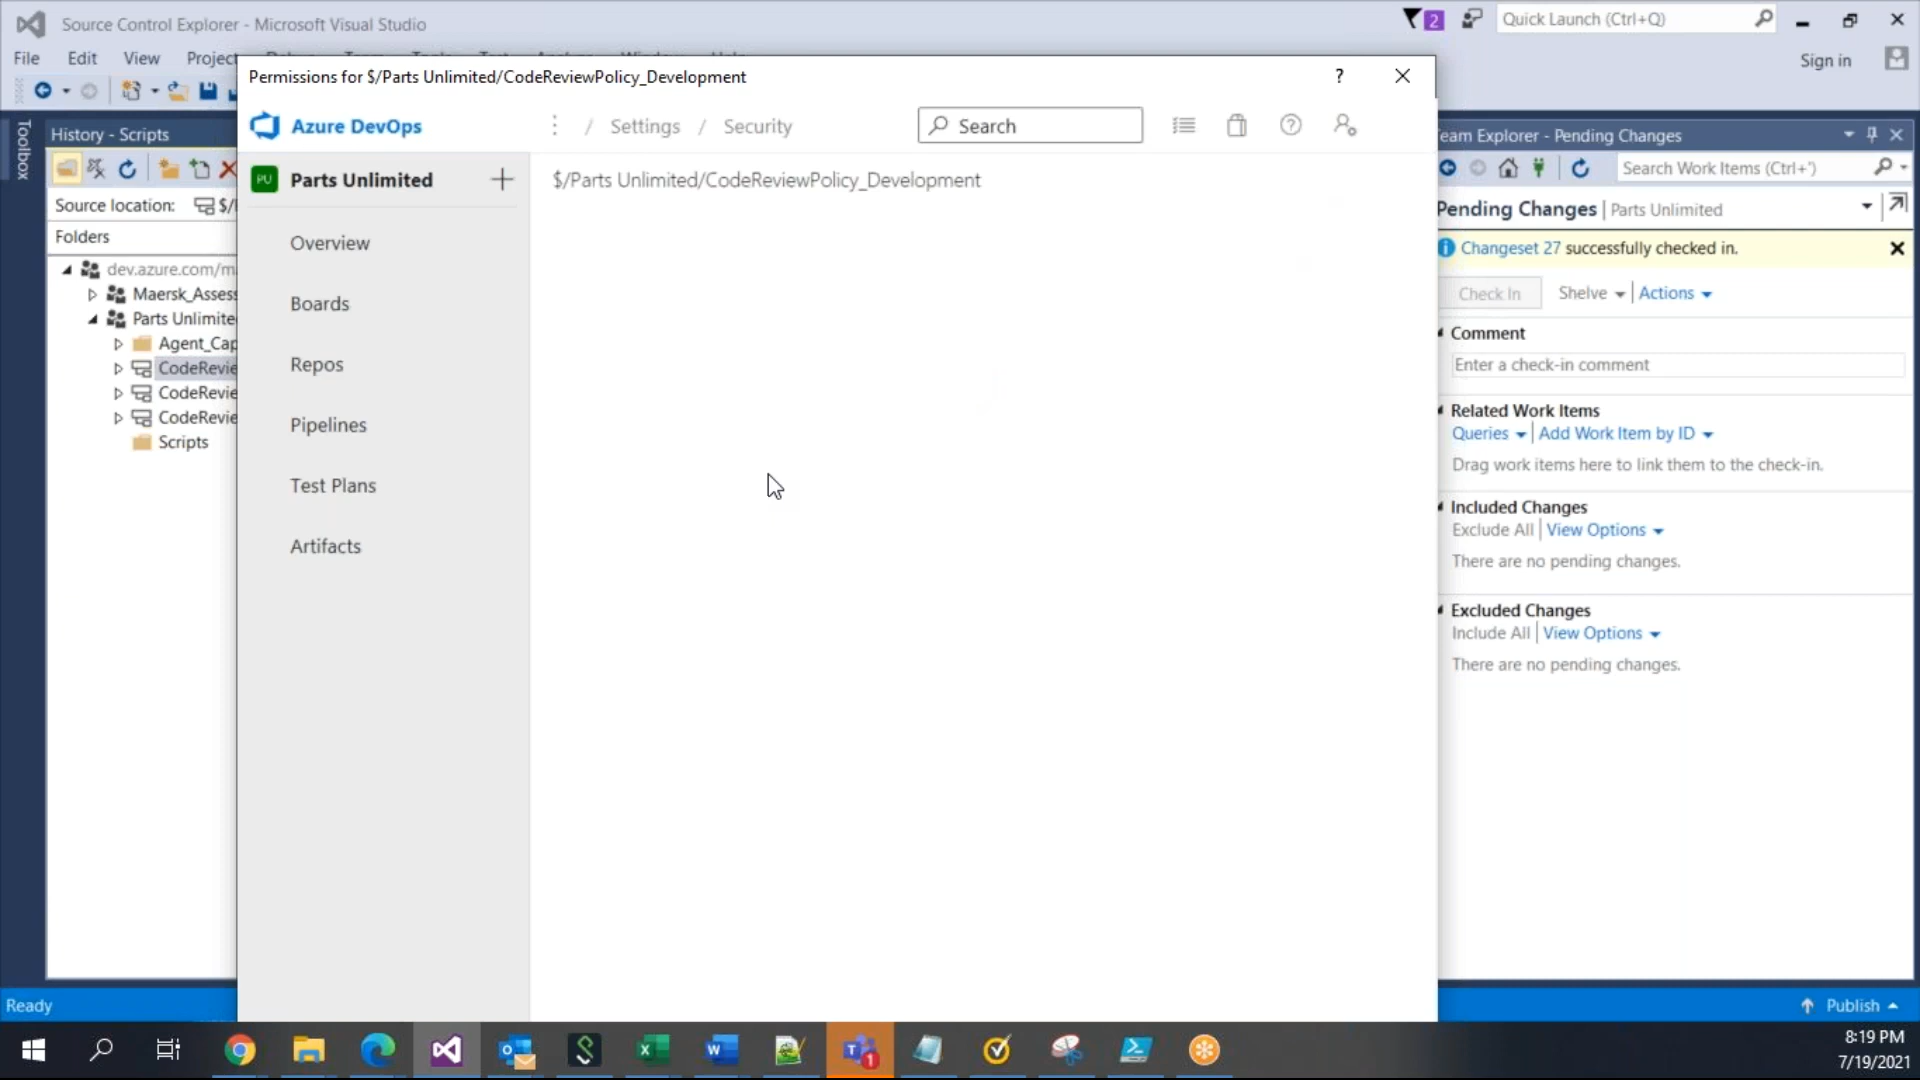 Source Control Explorer - Microsoft Visual Studio
2
Quick Launch (Ctrl+Q)
File Edit View Project
Sign in
Permissions for $/Parts Unlimited/CodeReviewPolicy_Development
?
Toolbox
History - Scripts
Source location: $/
Folders
dev.azure.com/m
Maersk_Assess
Parts Unlimite
Agent_Cap
CodeRevie
CodeRevie
CodeRevie
Scripts
Azure DevOps
/ Settings / Security
Search
PU Parts Unlimited
$/Parts Unlimited/CodeReviewPolicy_Development
Overview
Boards
Repos
Pipelines
Test Plans
Artifacts
eam Explorer - Pending Changes
Search Work Items (Ctrl+')
Pending Changes | Parts Unlimited
Changeset 27 successfully checked in.
Check In Shelve Actions
Comment
Enter a check-in comment
Related Work Items
Queries Add Work Item by ID
Drag work items here to link them to the check-in.
Included Changes
Exclude All View Options
There are no pending changes.
Excluded Changes
Include All View Options
There are no pending changes.
Ready
Publish
8:19 PM
7/19/2021